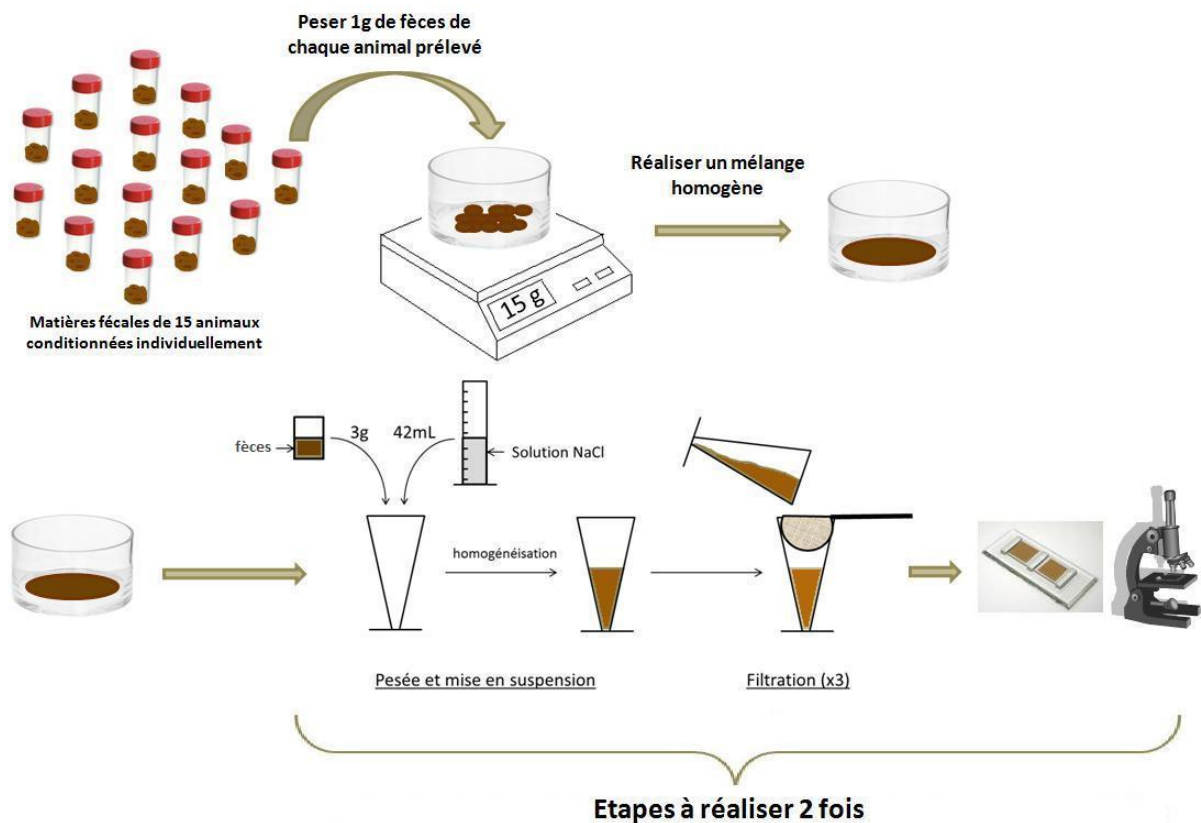 Peser 1g de fèces de
chaque animal prélevé
Réaliser un mélange
homogène
15 g
Matières fécales de 15 animaux
conditionnées individuellement
fèces
3g
42mL
Solution NaCl
homogénéisation
Pesée et mise en suspension
Filtration (x3)
Etapes à réaliser 2 fois